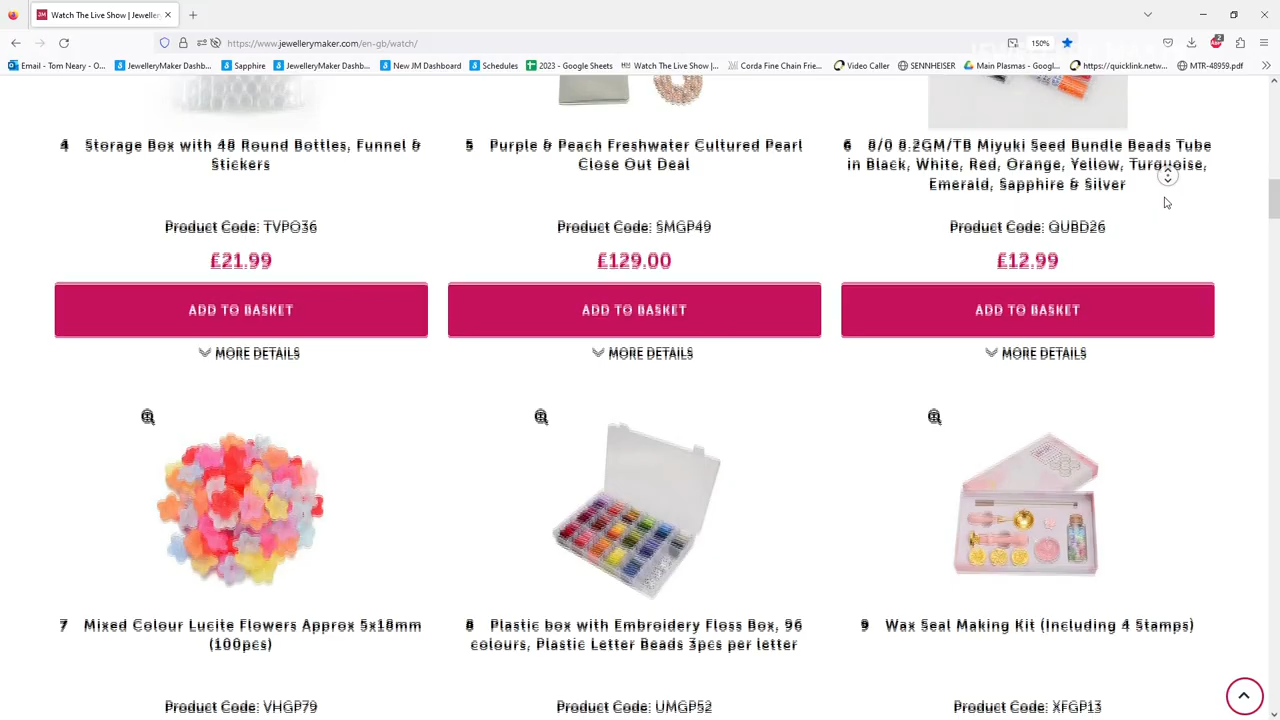 Watch The Live Show | Jeweller
https://www.jewellerymaker.com/en-gb/watch/
150%
2
Email - Tom Neary - O...
JewelleryMaker Dashb...
Sapphire
JewelleryMaker Dashb...
New JM Dashboard
Schedules
2023 - Google Sheets
Watch The Live Show |...
Corda Fine Chain Frie...
Video Caller
SENNHEISER
Main Plasmas - Googl...
https://quicklink.netw...
MTR-48959.pdf
4 Storage Box with 48 Round Bottles, Funnel &
Stickers
Product Code: TVPO36
£21.99
ADD TO BASKET
MORE DETAILS
5 Purple & Peach Freshwater Cultured Pearl
Close Out Deal
Product Code: SMGP49
£129.00
ADD TO BASKET
MORE DETAILS
6 8/0 8.2GM/TB Miyuki Seed Bundle Beads Tube
in Black, White, Red, Orange, Yellow, Turquoise,
Emerald, Sapphire & Silver
Product Code: QUBD26
£12.99
ADD TO BASKET
MORE DETAILS
7 Mixed Colour Lucite Flowers Approx 5x18mm
(100pcs)
Product Code: VHGP79
8 Plastic box with Embroidery Floss Box, 96
colours, Plastic Letter Beads 3pcs per letter
Product Code: UMGP52
9 Wax Seal Making Kit (Including 4 Stamps)
Product Code: XFGP13